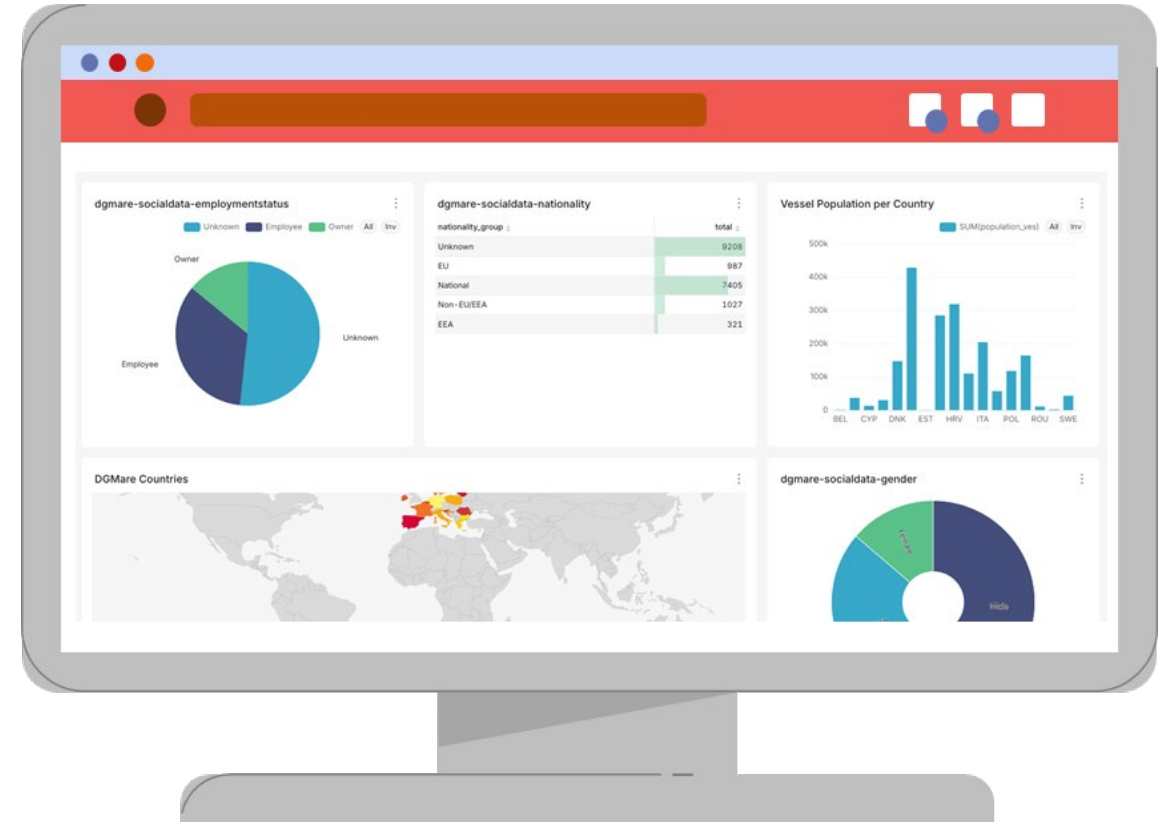 dgmare-socialdata-employmentstatus
Unknown Employee Owner All Inv
Owner
Unknown
Employee
dgmare-socialdata-nationality
nationality_group total
Unknown 9208
EU 987
National 7405
Non-EU/EEA 1027
EEA 321
Vessel Population per Country
SUM(population_ves) All Inv
500k
400k
300k
200k
100k
0
BEL CYP DNK EST HRV ITA POL ROU SWE
DGMare Countries
dgmare-socialdata-gender